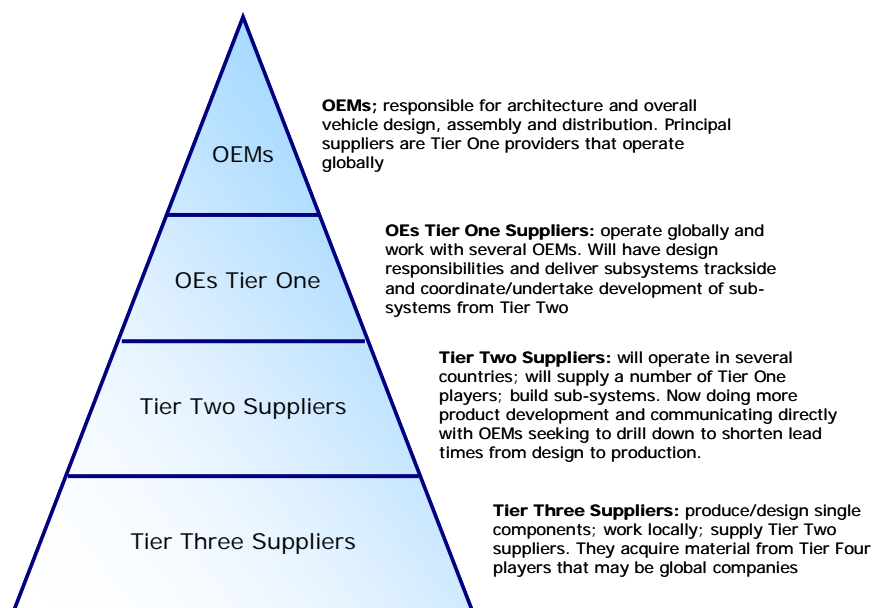 OEMs; responsible for architecture and overall
vehicle design, assembly and distribution. Principal
suppliers are Tier One providers that operate
globally
OEMs
OEs Tier One Suppliers: operate globally and
work with several OEMs. Will have design
responsibilities and deliver subsystems trackside
and coordinate/undertake development of sub-
systems from Tier Two
OEs Tier One
Tier Two Suppliers: will operate in several
countries; will supply a number of Tier One
players; build sub-systems. Now doing more
product development and communicating directly
with OEMs seeking to drill down to shorten lead
times from design to production.
Tier Two Suppliers
Tier Three Suppliers: produce/design single
components; work locally; supply Tier Two
suppliers. They acquire material from Tier Four
players that may be global companies
Tier Three Suppliers